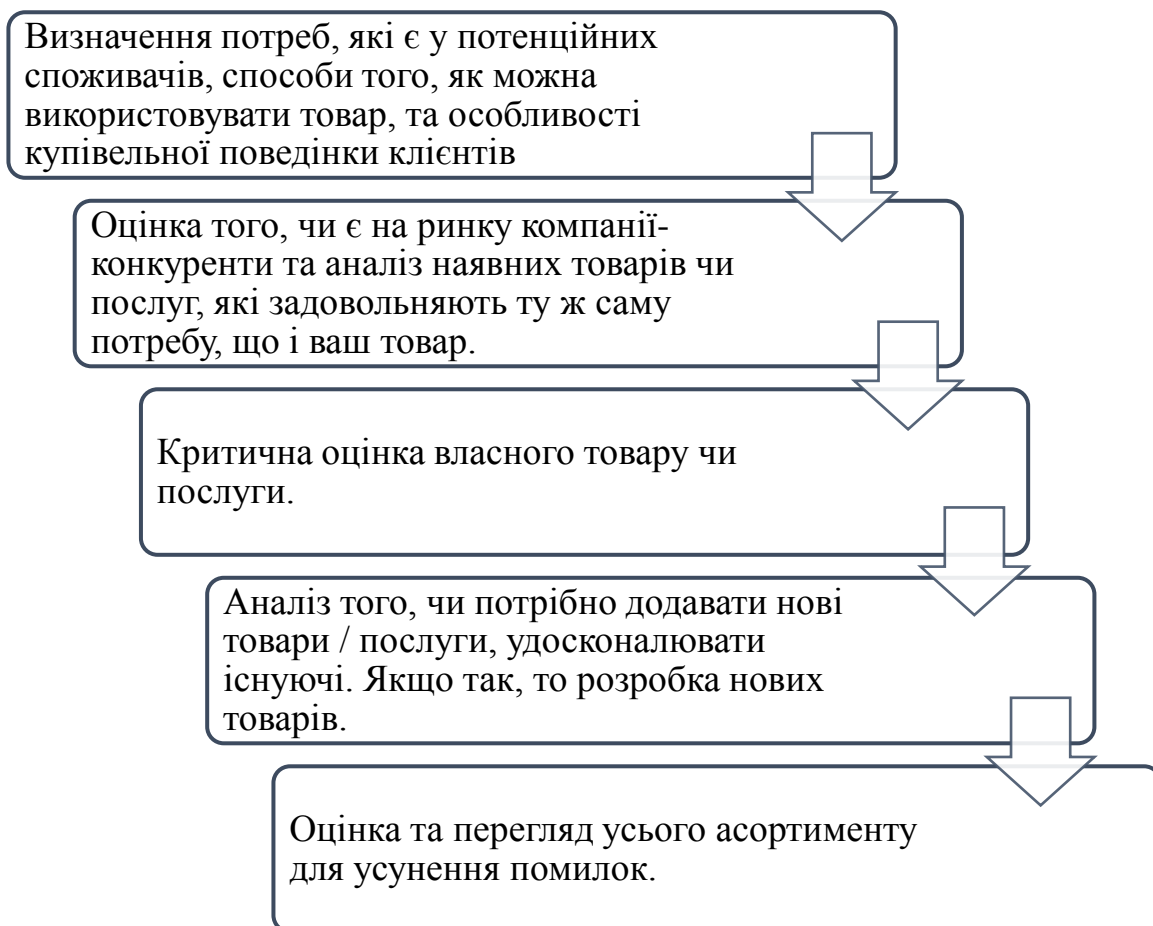 Визначення потреб, які є у потенційних
споживачів, способи того, як можна
використовувати товар, та особливості
купівельної поведінки клієнтів
Оцінка того, чи є на ринку компанії-
конкуренти та аналіз наявних товарів чи
послуг, які задовольняють ту ж саму
потребу, що і ваш товар.
Критична оцінка власного товару чи
послуги.
Аналіз того, чи потрібно додавати нові
товари / послуги, удосконалювати
існуючі. Якщо так, то розробка нових
товарів.
Оцінка та перегляд усього асортименту
для усунення помилок.